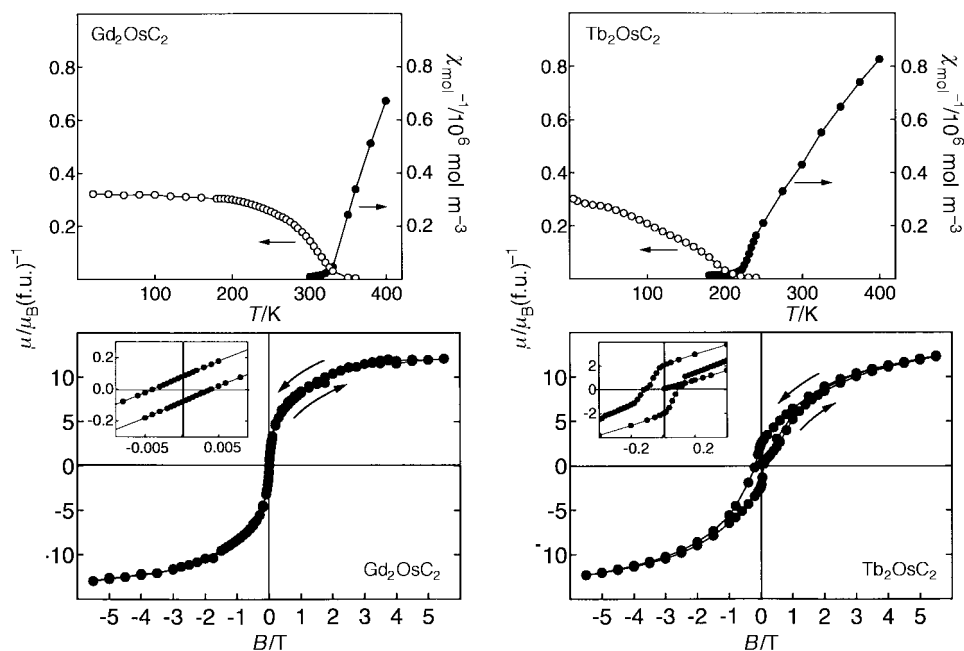 Gd₂OsC₂
0.8
0.6
0.4
0.2
0.8
0.6
0.4
0.2
χmol⁻¹/10⁶ mol m⁻³
100 200 300 400
T/K
μ/μB(f.n.)⁻¹
Tb₂OsC₂
0.8
0.6
0.4
0.2
0.8
0.6
0.4
0.2
χmol⁻¹/10⁶ mol m⁻³
100 200 300 400
T/K
μ/μB(f.n.)⁻¹
10
5
0
-5
10
0.2
0.0
-0.2
-0.005 0.005
Gd₂OsC₂
-5 -4 -3 -2 -1 0 1 2 3 4 5
B/T
10
5
0
-5
10
2
0
-2
-0.2 0.2
Tb₂OsC₂
-5 -4 -3 -2 -1 0 1 2 3 4 5
B/T